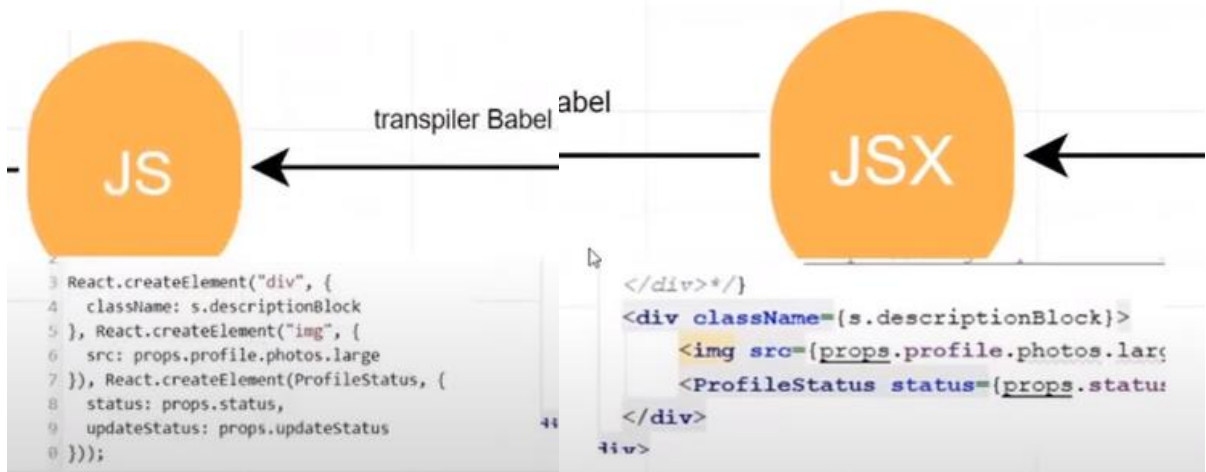 transpiler Babel
JS
3 React.createElement("div", {
4 className: s.descriptionBlock
5 }, React.createElement("img", {
6 src: props.profile.photos.large
7 }), React.createElement(ProfileStatus, {
8 status: props.status,
9 updateStatus: props.updateStatus
0 }));
abel
JSX
</div>*/}
<div className={s.descriptionBlock}>
<img src={props.profile.photos.larg
<ProfileStatus status={props.status
</div>
div>